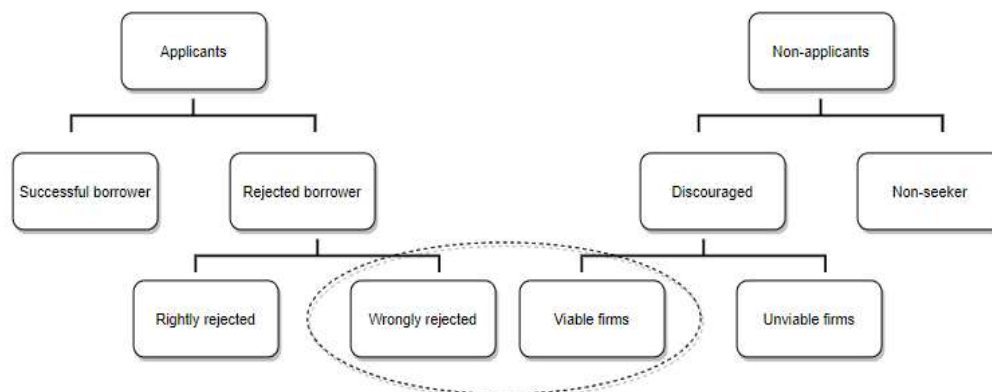 Applicants
Non-applicants
Successful borrower
Rejected borrower
Discouraged
Non-seeker
Rightly rejected
Wrongly rejected
Viable firms
Unviable firms